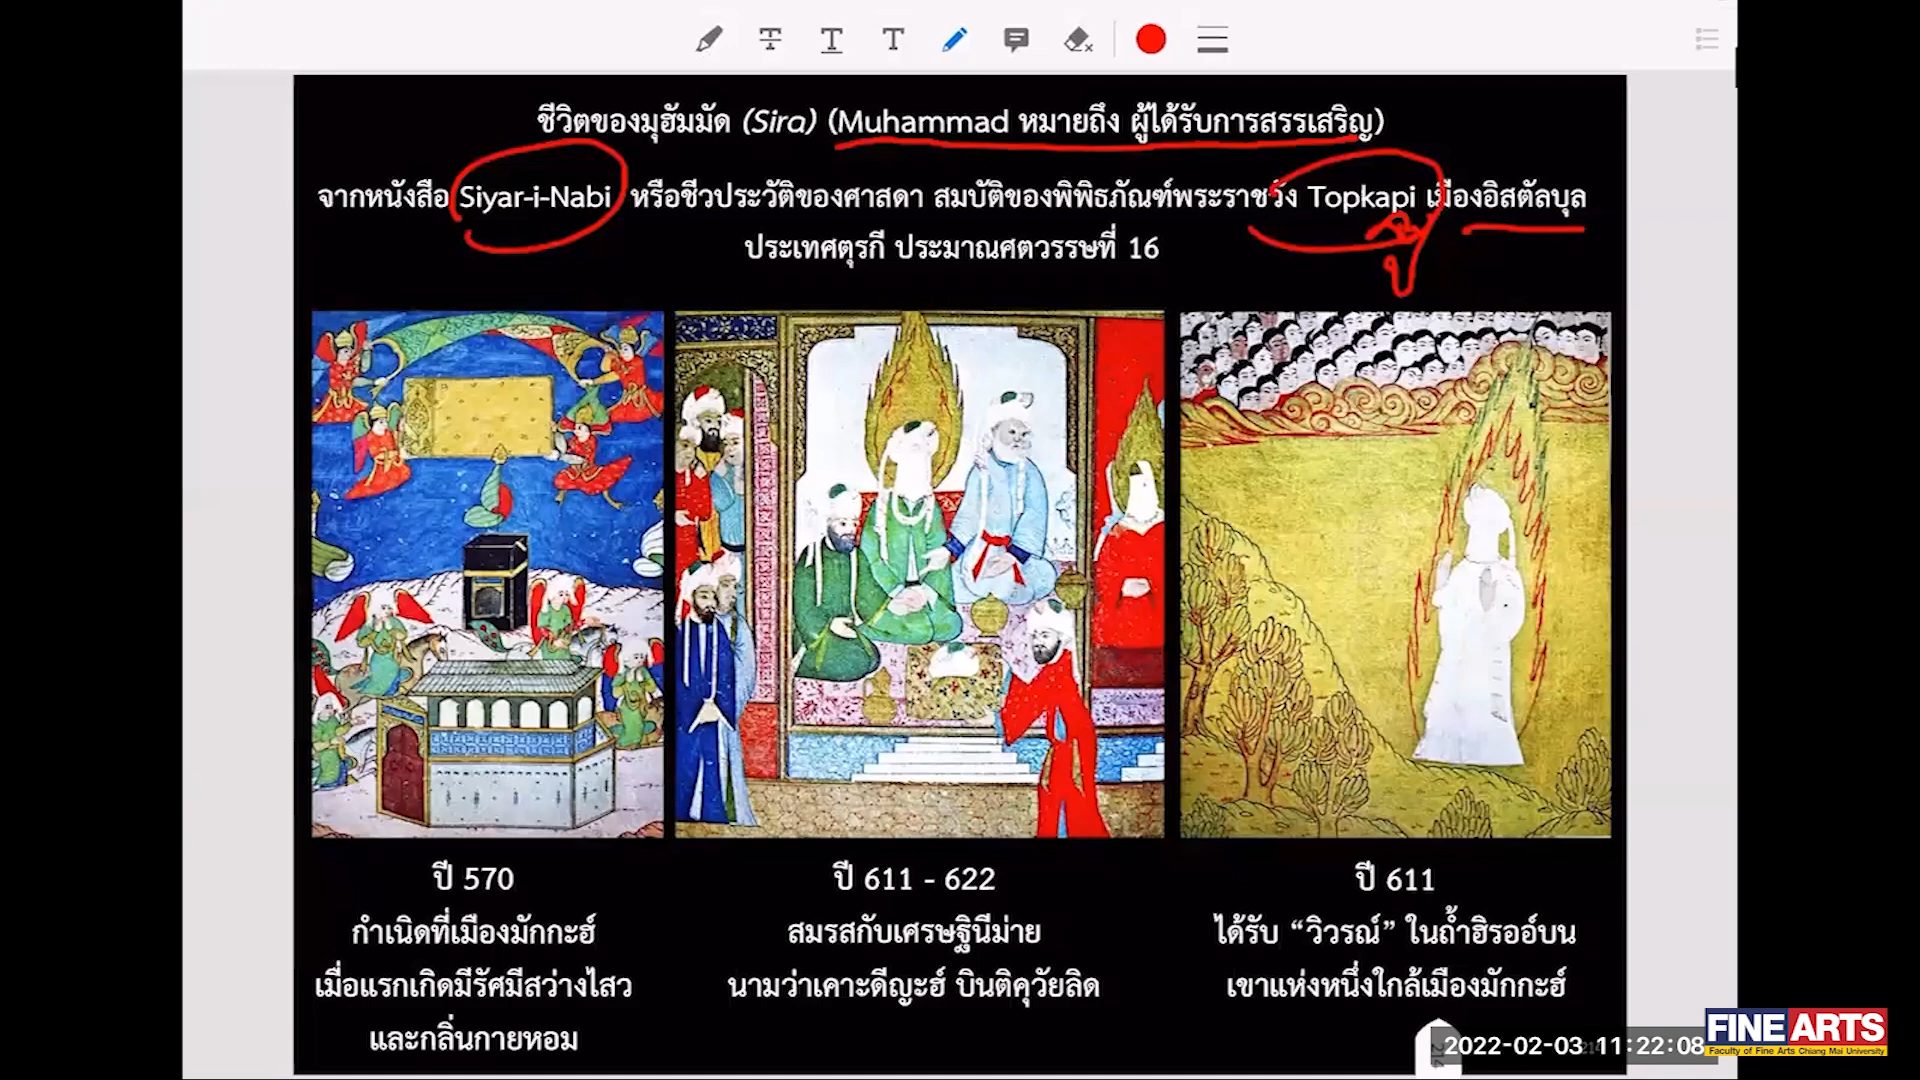 ชีวิตของมุฮัมมัด (Sira) (Muhammad หมายถึง ผู้ได้รับการสรรเสริญ)
จากหนังสือ Siyar-i-Nabi หรือชีวประวัติของศาสดา สมบัติของพิพิธภัณฑ์พระราชวัง Topkapi เมืองอิสตัลบุล
ประเทศตุรกี ประมาณศตวรรษที่ 16
ปี 570
กำเนิดที่เมืองมักกะฮ์
เมื่อแรกเกิดมีรัศมีสว่างไสว
และกลิ่นกายหอม
ปี 611 - 622
สมรสกับเศรษฐินีม่าย
นามว่าเคาะดีญะฮ์ บินติคุวัยลิด
ปี 611
ได้รับ “วิวรณ์” ในถ้ำฮิรออ์บน
เขาแห่งหนึ่งใกล้เมืองมักกะฮ์
2022-02-03 11:22:08
FINE ARTS
Faculty of Fine Arts Chiang Mai University